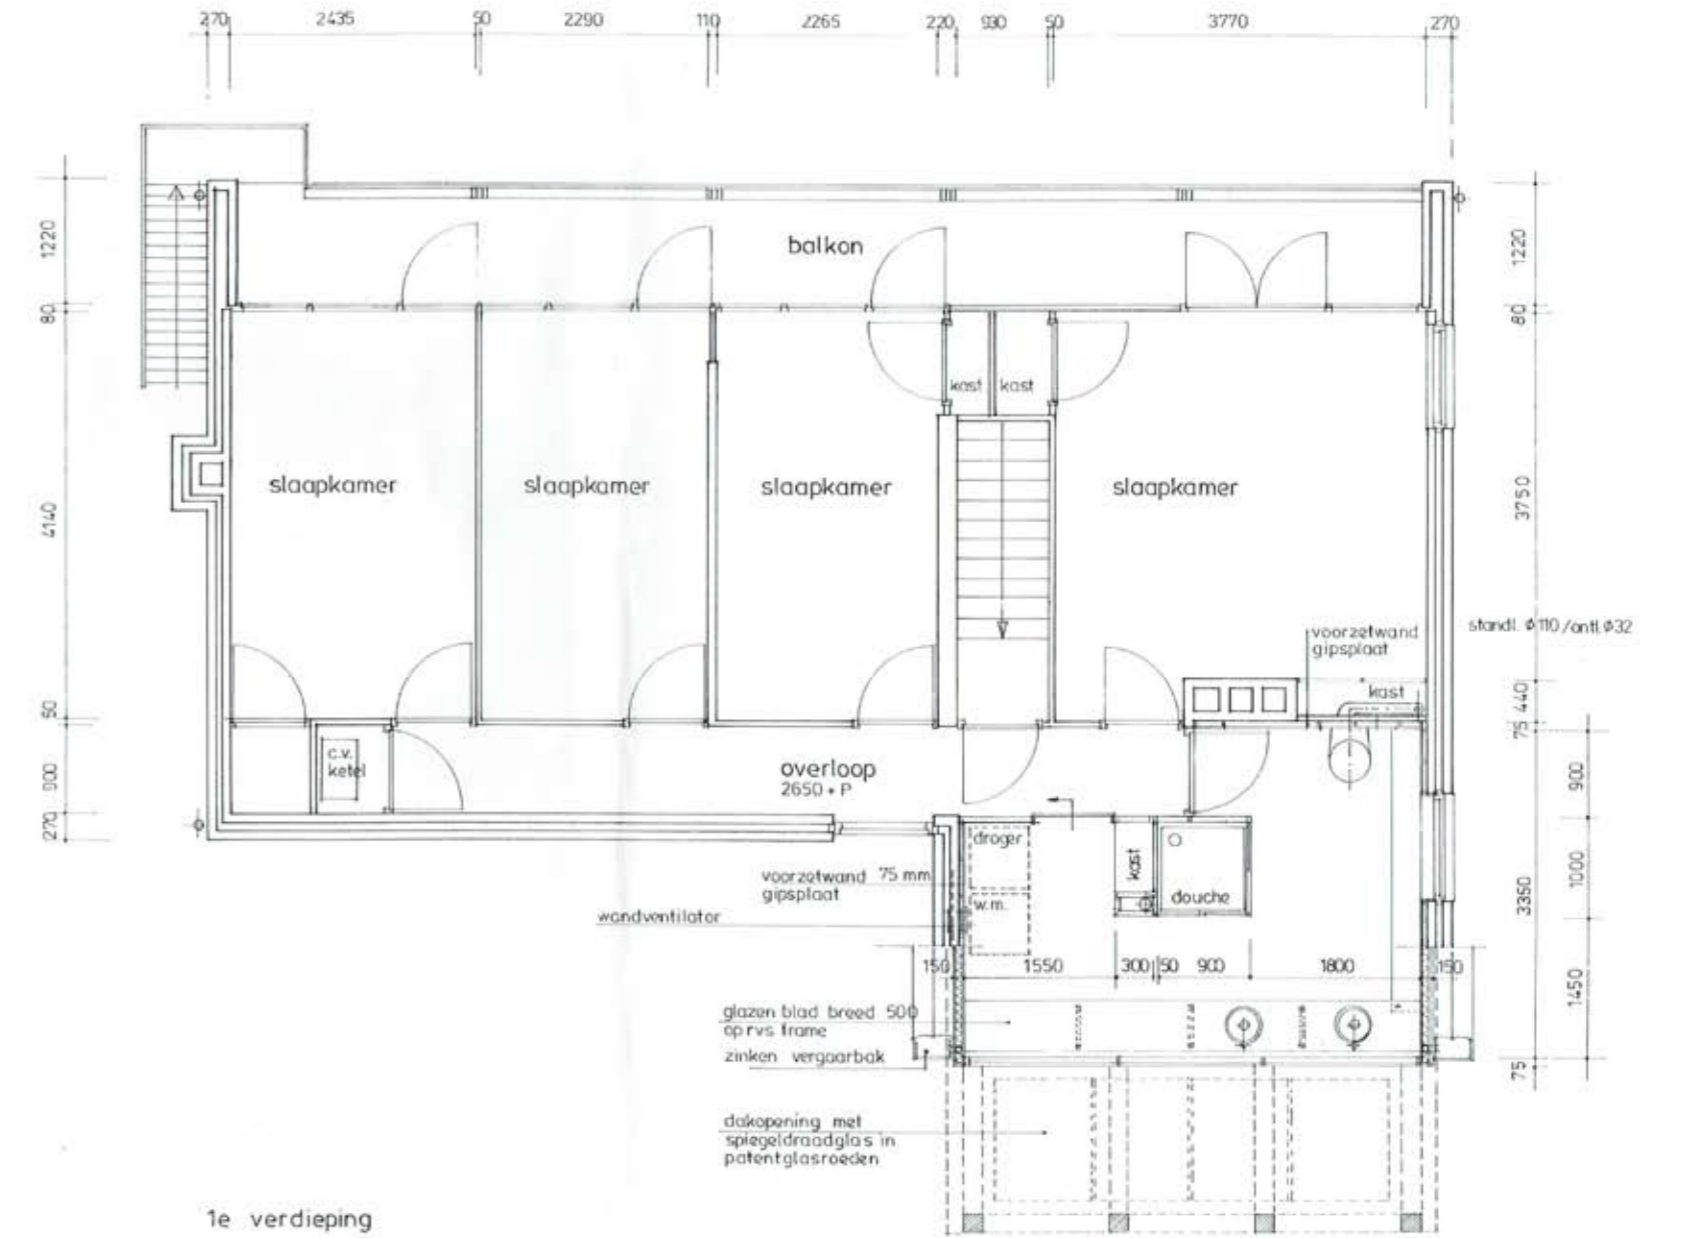 270 2435 50 2290 110 2265 220 930 50 3770 270
1220
balkon
1220
80
80
kast kast
slaapkamer slaapkamer slaapkamer slaapkamer
4140
3750
standl. ⌀110/ontl.⌀32
voorzetwand
gipsplaat
kast
440
50
75
c.v.
ketel
overloop
2650 + P
900
900
270
droger
kast
voorzetwand 75 mm
gipsplaat
w.m.
douche
wandventilator
3350
1000
150 1550 300 50 900 1800 150
1450
glazen blad breed 500
op rvs frame
zinken vergaarbak
75
dakopening met
spiegeldraadglas in
patentglasroeden
1e verdieping